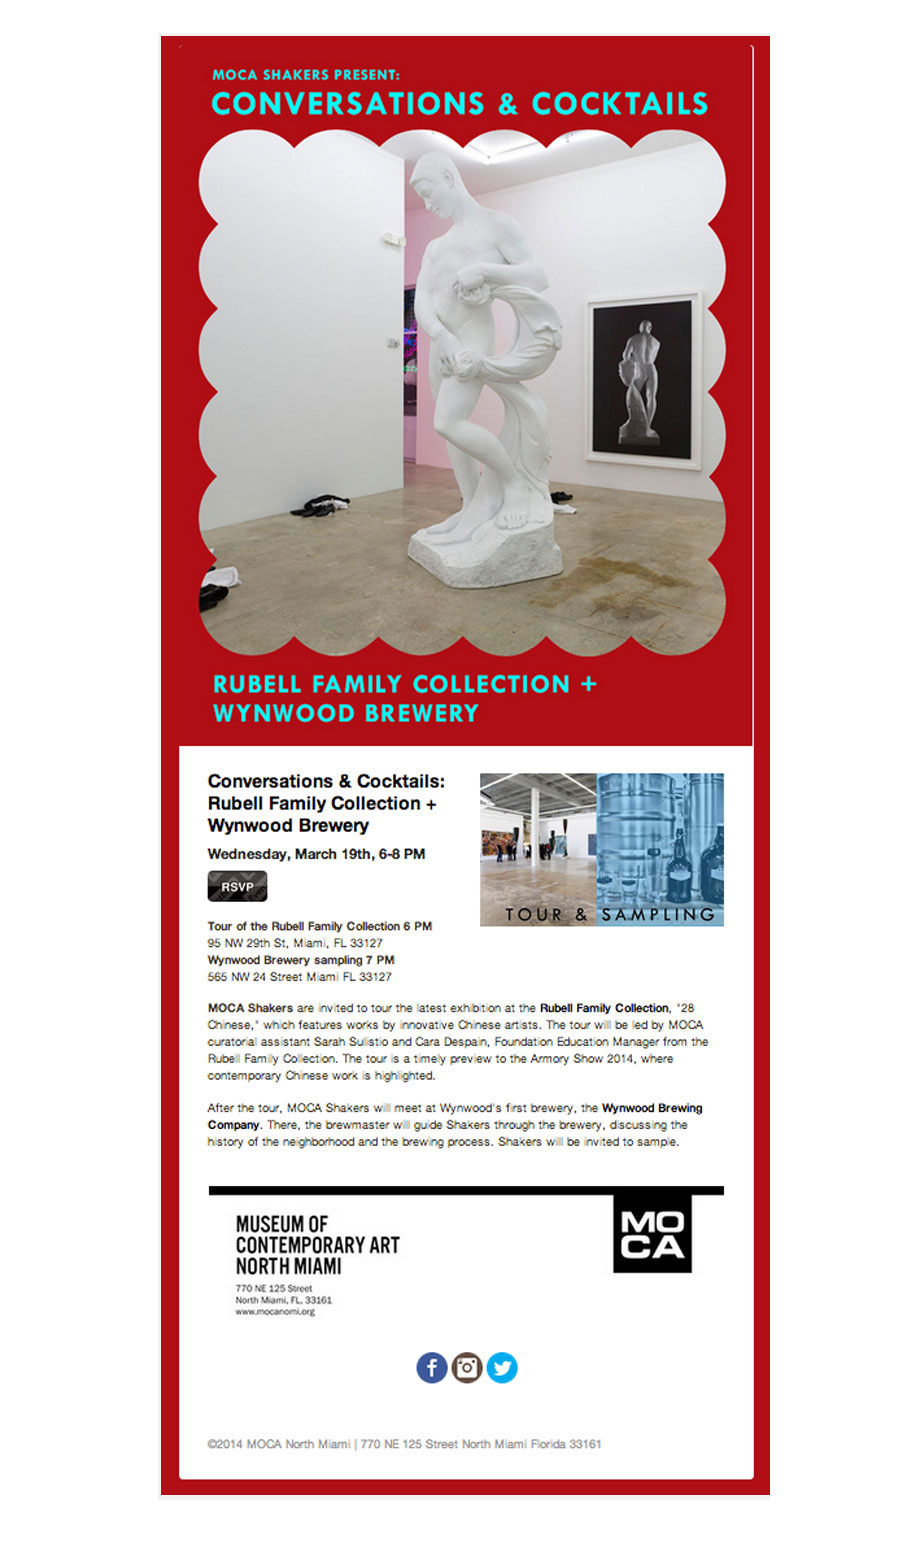 MOCA SHAKERS PRESENT:
CONVERSATIONS & COCKTAILS
RUBELL FAMILY COLLECTION +
WYNWOOD BREWERY
Conversations & Cocktails:
Rubell Family Collection +
Wynwood Brewery
Wednesday, March 19th, 6-8 PM
RSVP
TOUR & SAMPLING
Tour of the Rubell Family Collection 6 PM
95 NW 29th St, Miami, FL 33127
Wynwood Brewery sampling 7 PM
565 NW 24 Street Miami FL 33127
MOCA Shakers are invited to tour the latest exhibition at the Rubell Family Collection, "28
Chinese," which features works by innovative Chinese artists. The tour will be led by MOCA
curatorial assistant Sarah Sulistio and Cara Despain, Foundation Education Manager from the
Rubell Family Collection. The tour is a timely preview to the Armory Show 2014, where
contemporary Chinese work is highlighted.
After the tour, MOCA Shakers will meet at Wynwood's first brewery, the Wynwood Brewing
Company. There, the brewmaster will guide Shakers through the brewery, discussing the
history of the neighborhood and the brewing process. Shakers will be invited to sample.
MUSEUM OF
CONTEMPORARY ART
NORTH MIAMI
770 NE 125 Street
North Miami, FL, 33161
www.mocanomi.org
MO
CA
©2014 MOCA North Miami | 770 NE 125 Street North Miami Florida 33161